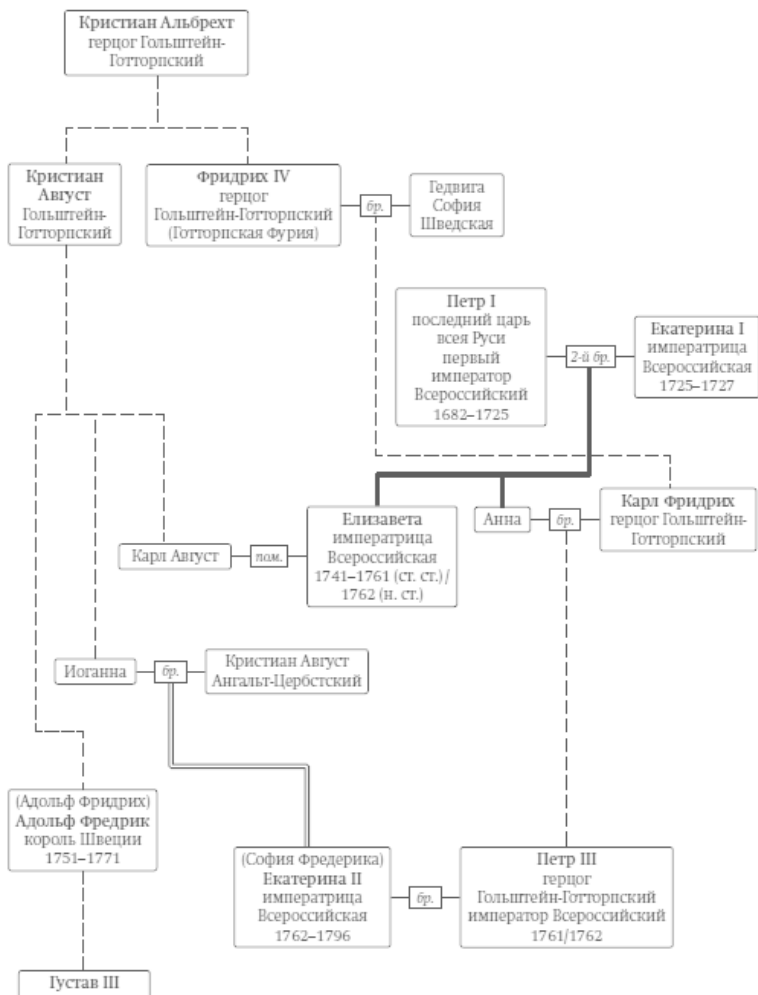 Кристиан Альбрехт
герцог Гольштейн-
Готторпский
Кристиан
Август
Гольштейн-
Готторпский
Фридрих IV
герцог
Гольштейн-Готторпский
(Готторпская Фурия)
бр.
Гедвига
София
Шведская
Петр I
последний царь
всея Руси
первый
император
Всероссийский
1682–1725
2-й бр.
Екатерина I
императрица
Всероссийская
1725–1727
Карл Август
пом.
Елизавета
императрица
Всероссийская
1741–1761 (ст. ст.)/
1762 (н. ст.)
Анна
бр.
Карл Фридрих
герцог Гольштейн-
Готторпский
Иоганна
бр.
Кристиан Август
Ангальт-Цербстский
(Адольф Фридрих)
Адольф Фредрик
король Швеции
1751–1771
(София Фредерика)
Екатерина II
императрица
Всероссийская
1762–1796
бр.
Петр III
герцог
Гольштейн-Готторпский
император Всероссийский
1761/1762
Густав III